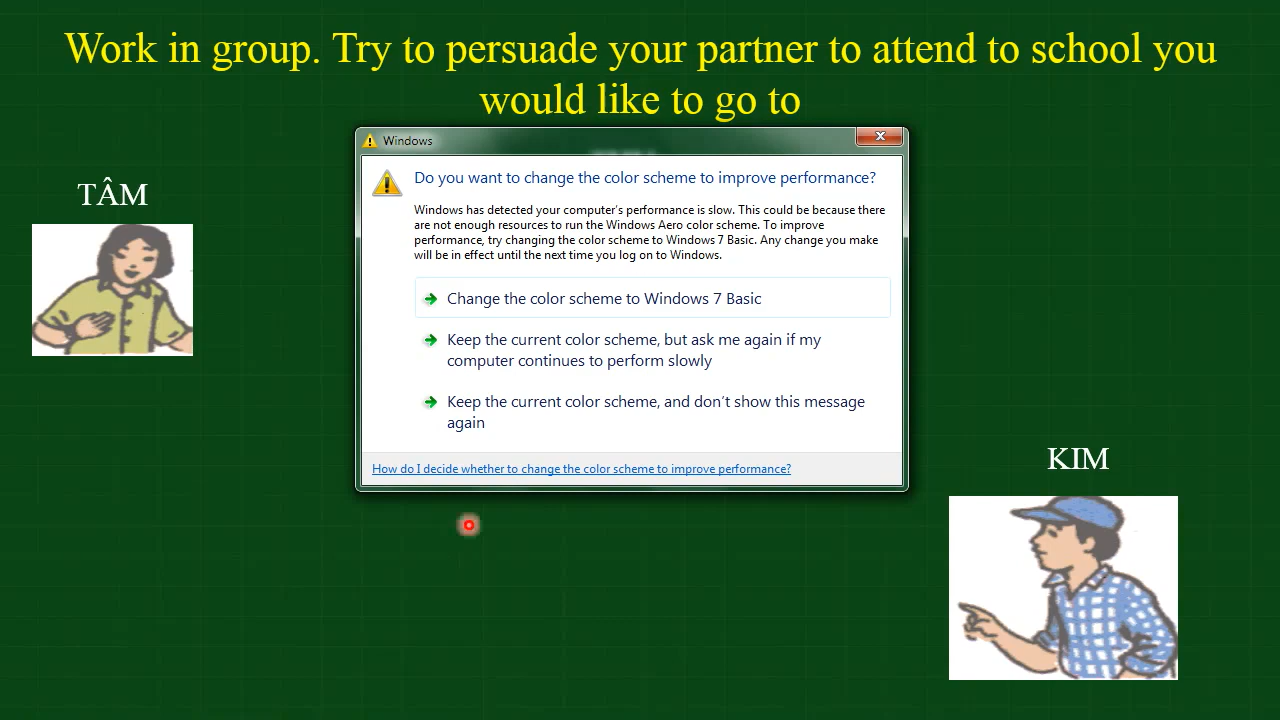 Work in group. Try to persuade your partner to attend to school you
would like to go to
Windows
Do you want to change the color scheme to improve performance?
TÂM
Windows has detected your computer's performance is slow. This could be because there
are not enough resources to run the Windows Aero color scheme. To improve
performance, try changing the color scheme to Windows 7 Basic. Any change you make
will be in effect until the next time you log on to Windows.
Change the color scheme to Windows 7 Basic
Keep the current color scheme, but ask me again if my
computer continues to perform slowly
Keep the current color scheme, and don't show this message
again
How do I decide whether to change the color scheme to improve performance?
KIM